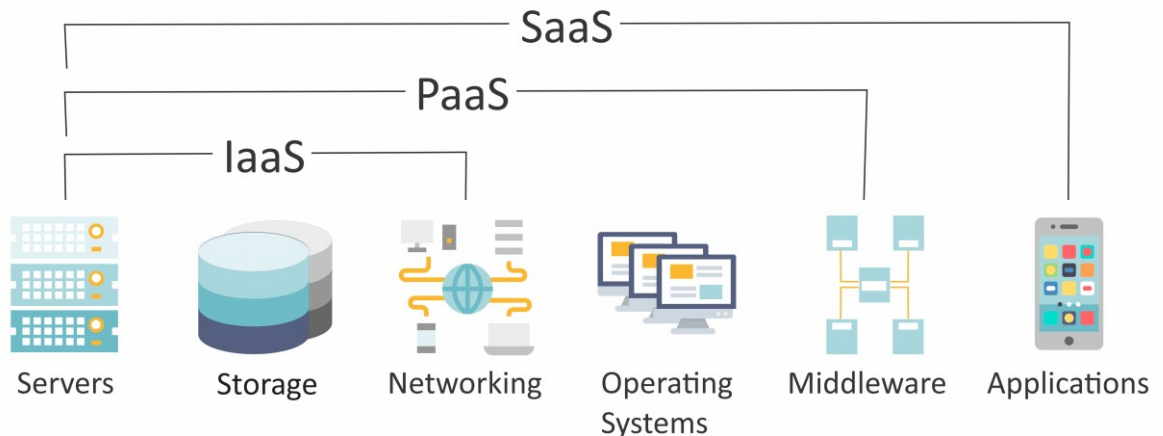 SaaS
PaaS
IaaS
Servers
Storage
Networking
Operating
Systems
Middleware
Applications